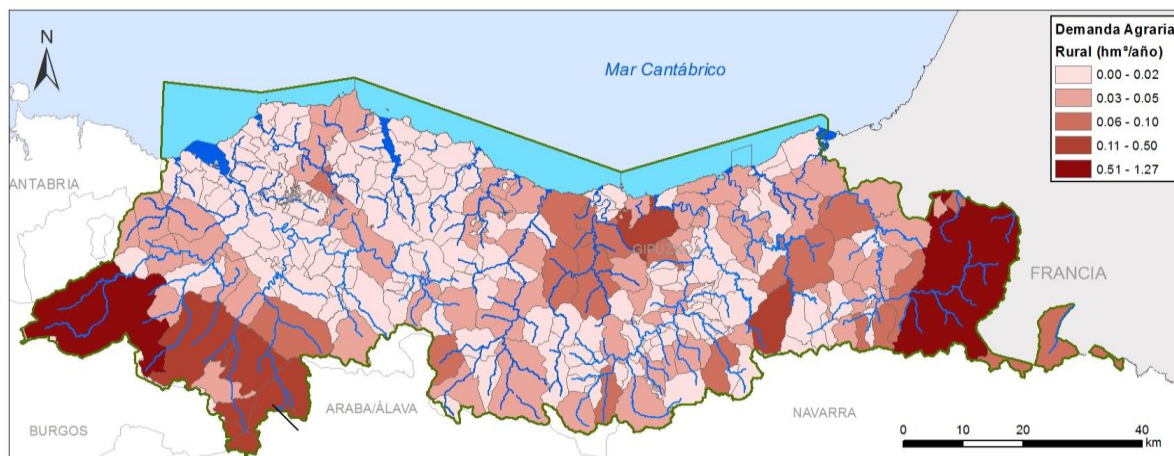 N
Mar Cantábrico
Demanda Agraria
Rural (hm³/año)
0.00 - 0.02
0.03 - 0.05
0.06 - 0.10
0.11 - 0.50
0.51 - 1.27
ANTABRIA
GIPUZKOA
FRANCIA
ARABA/ÁLAVA
NAVARRA
BURGOS
0 10 20 40
km